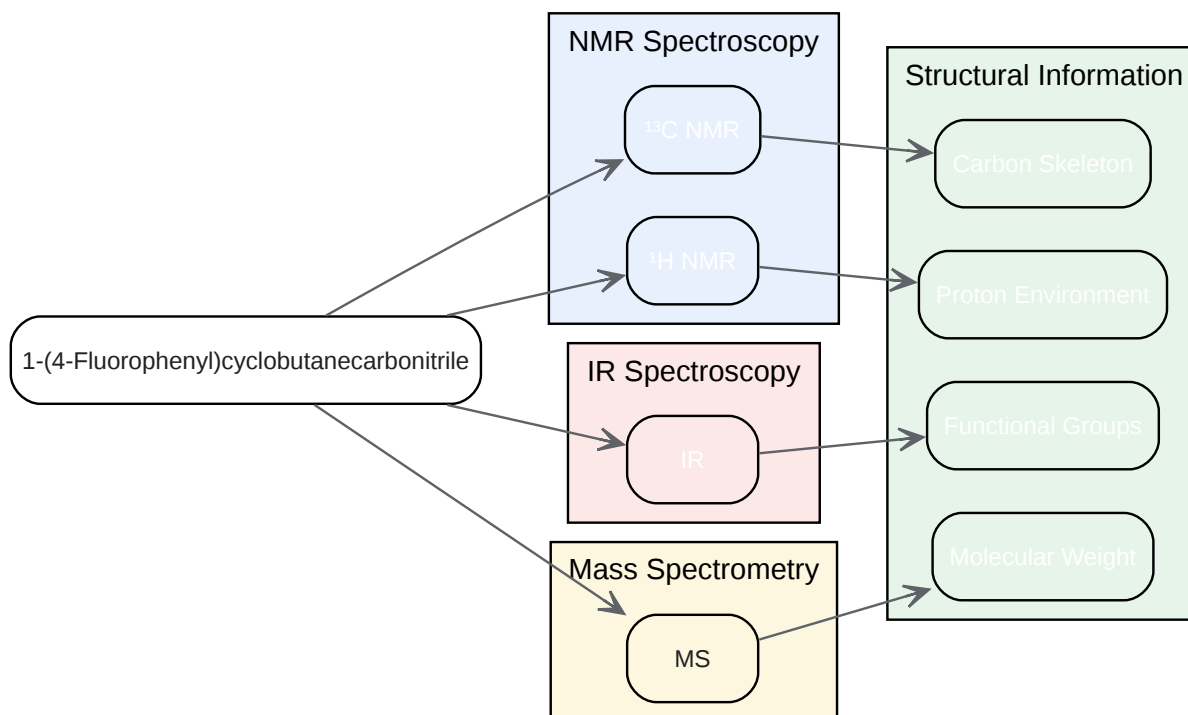 NMR Spectroscopy
¹³C NMR
¹H NMR
Structural Information
Carbon Skeleton
Proton Environment
Functional Groups
Molecular Weight
1-(4-Fluorophenyl)cyclobutanecarbonitrile
IR Spectroscopy
IR
Mass Spectrometry
MS